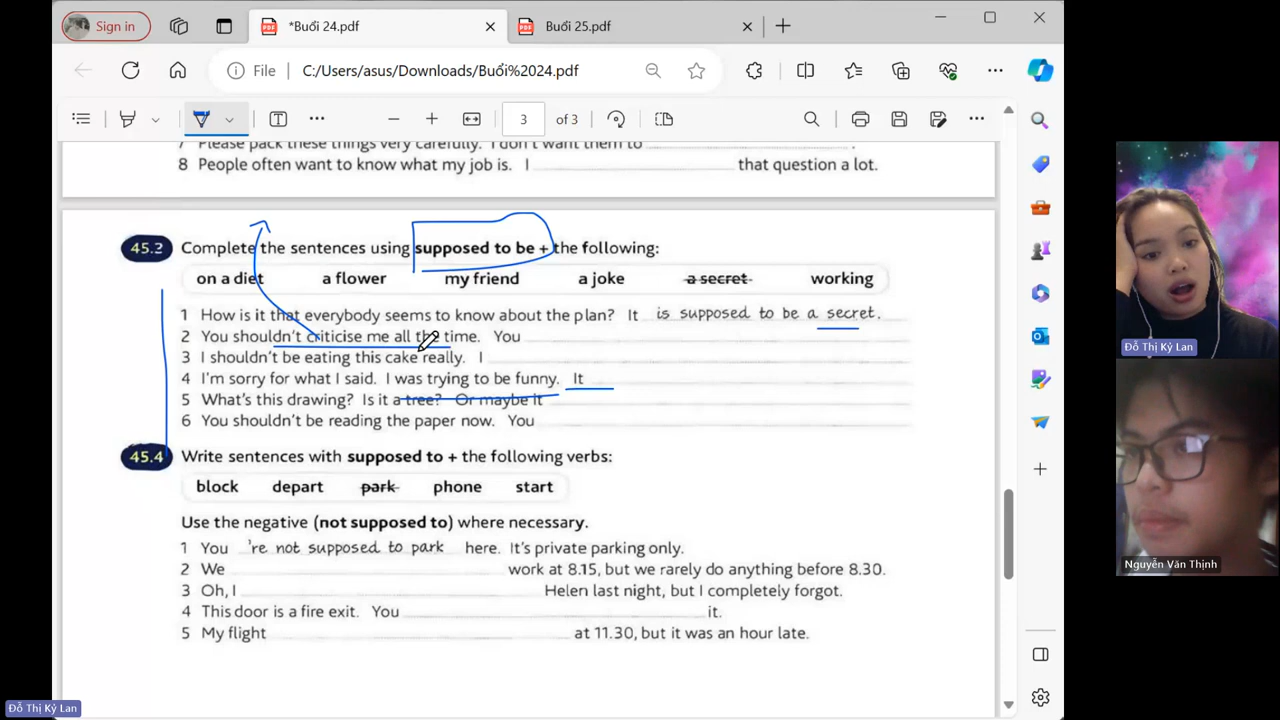 Sign in
*Buổi 24.pdf
Buổi 25.pdf
File
C:/Users/asus/Downloads/Buổi%2024.pdf
3 of 3
7 Please pack these things very carefully. I don't want them to .
8 People often want to know what my job is. I that question a lot.
45.2 Complete the sentences using supposed to be + the following:
on a diet a flower my friend a joke a secret working
1 How is it that everybody seems to know about the plan? It is supposed to be a secret.
2 You shouldn't criticise me all the time. You
3 I shouldn't be eating this cake really. I
4 I'm sorry for what I said. I was trying to be funny. It
5 What's this drawing? Is it a tree? Or maybe it
6 You shouldn't be reading the paper now. You
45.4 Write sentences with supposed to + the following verbs:
block depart park phone start
Use the negative (not supposed to) where necessary.
1 You 're not supposed to park here. It's private parking only.
2 We work at 8.15, but we rarely do anything before 8.30.
3 Oh, I Helen last night, but I completely forgot.
4 This door is a fire exit. You it.
5 My flight at 11.30, but it was an hour late.
Đỗ Thị Kỷ Lan
Nguyễn Văn Thịnh
Đỗ Thị Kỷ Lan